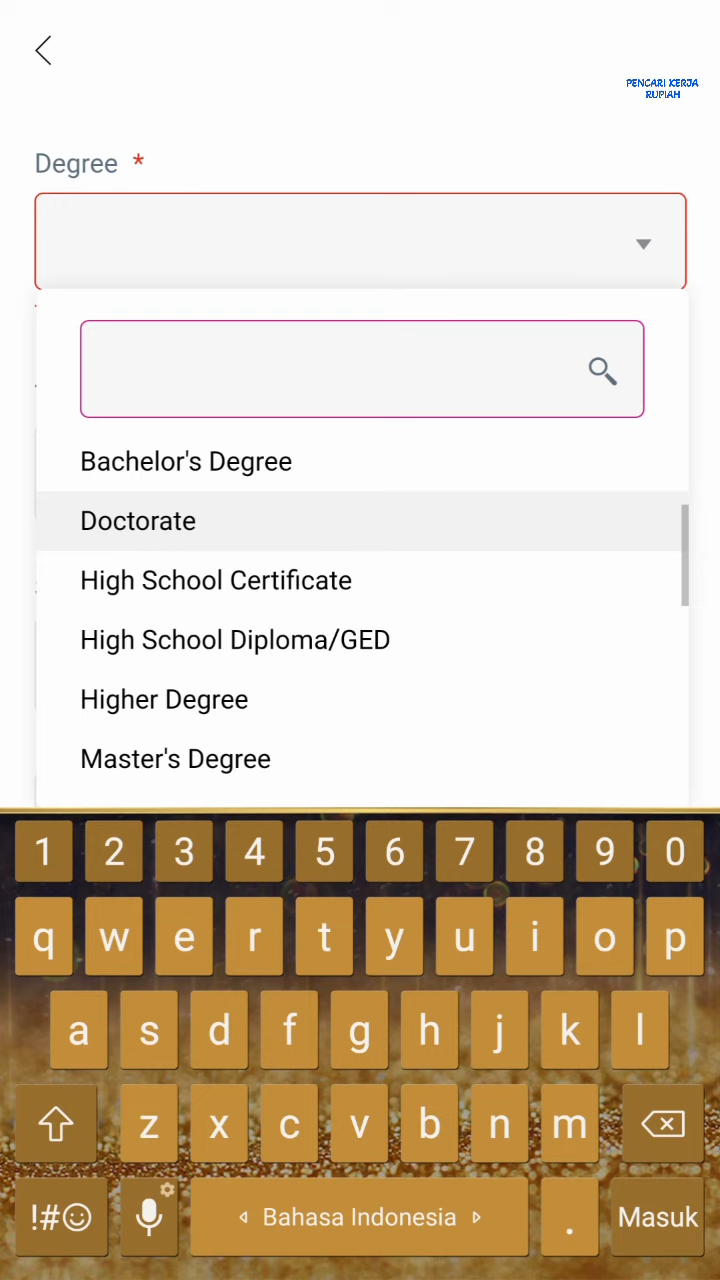 PENCARI KERJA
RUPIAH
Degree *
Bachelor's Degree
Doctorate
High School Certificate
High School Diploma/GED
Higher Degree
Master's Degree
1 2 3 4 5 6 7 8 9 0
q w e r t y u i o p
a s d f g h j k l
z x c v b n m
!#☺ Bahasa Indonesia . Masuk